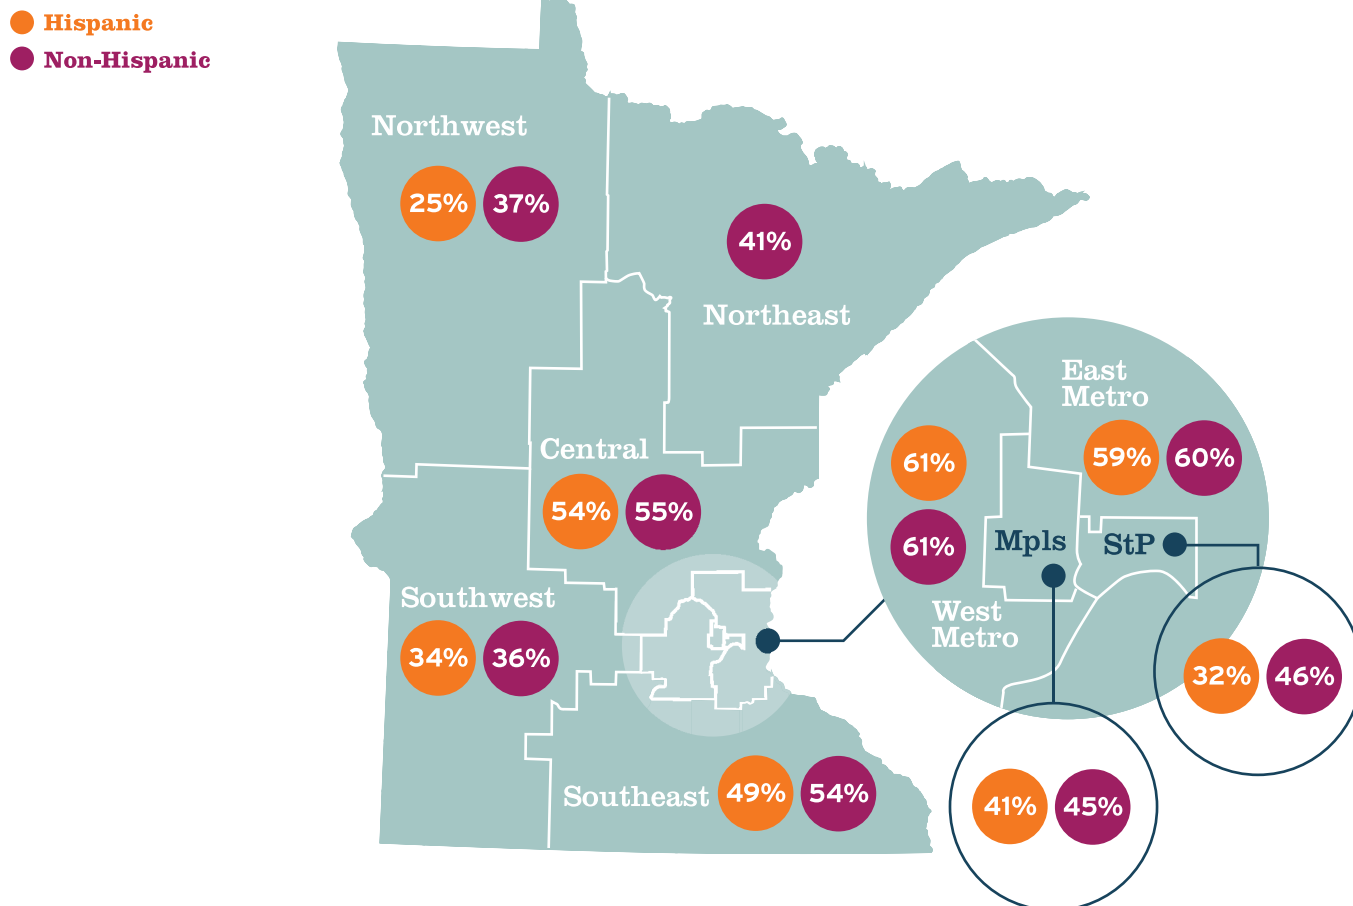 Hispanic
Non-Hispanic
Northwest
25% 37%
41%
Northeast
East
Metro
59% 60%
61%
61%
West
Metro
Mpls
StP
Central
54% 55%
Southwest
34% 36%
32% 46%
Southeast 49% 54%
41% 45%